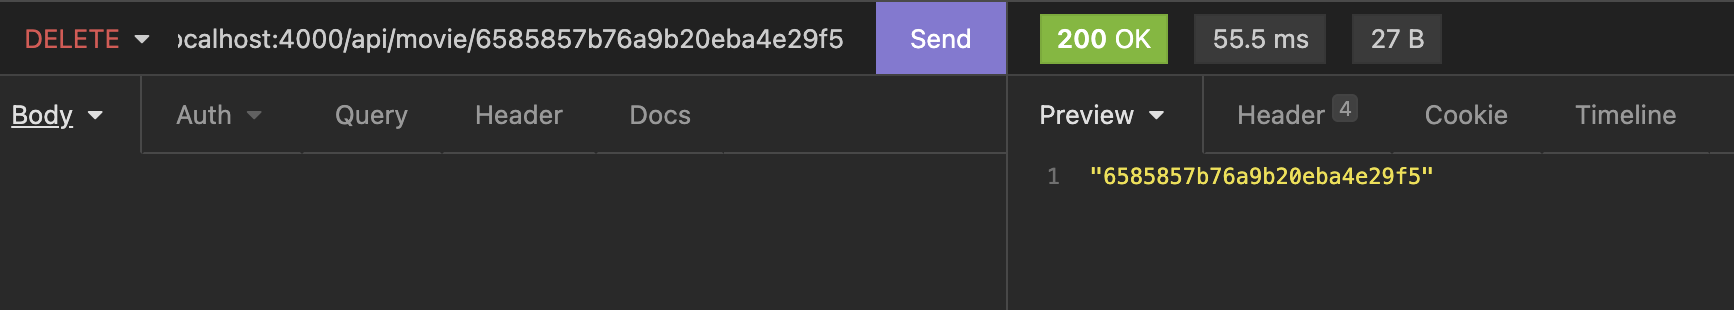 DELETE ocalhost:4000/api/movie/6585857b76a9b20eba4e29f5 Send 200 OK 55.5 ms 27 B
Body Auth Query Header Docs Preview Header 4 Cookie Timeline
1 "6585857b76a9b20eba4e29f5"